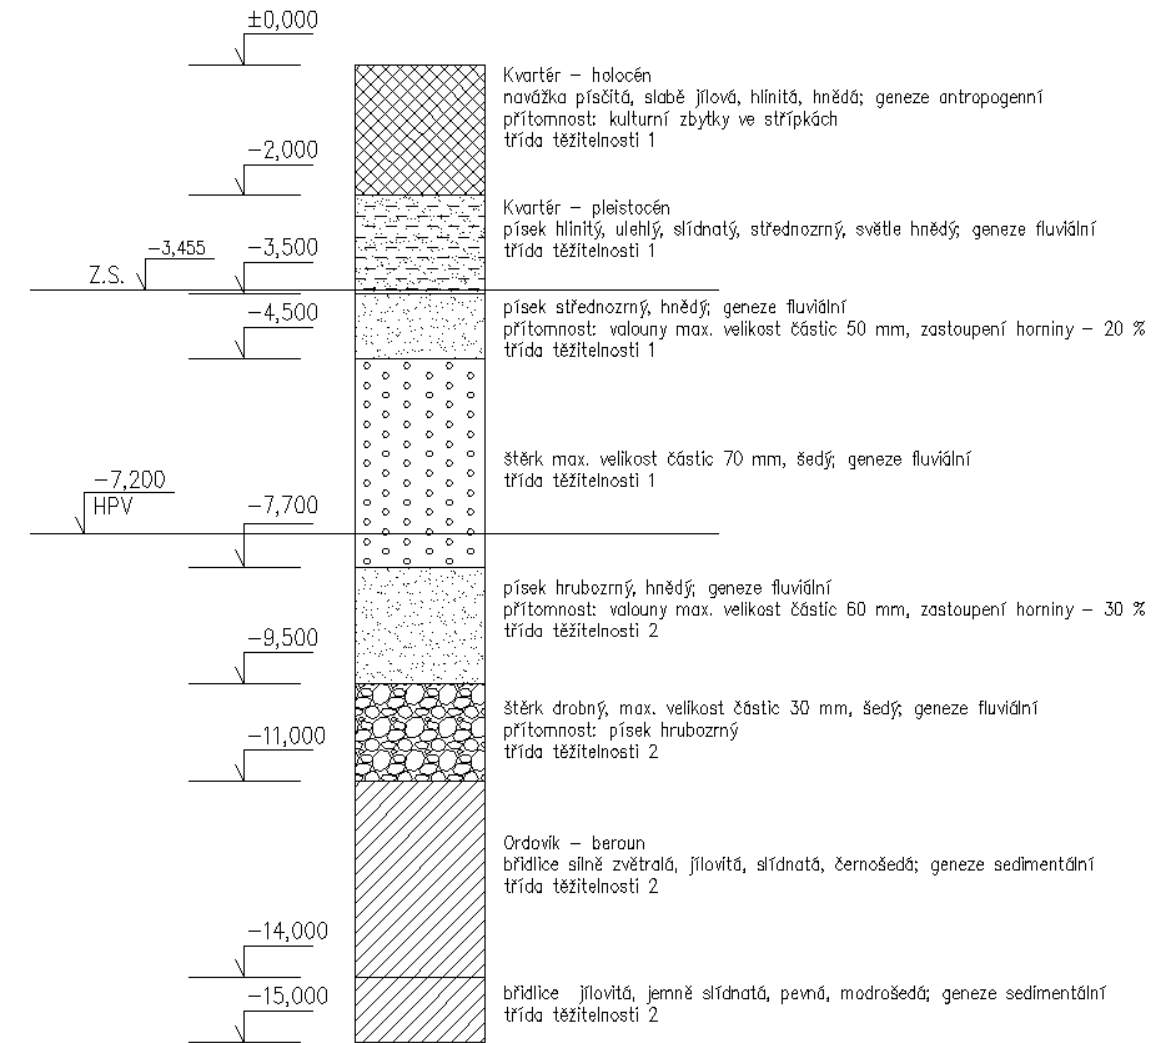 ±0,000
Kvartér – holocén
navážka písčitá, slabě jílová, hlinitá, hnědá; geneze antropogenní
přítomnost: kulturní zbytky ve střípkách
třída těžitelnosti 1
-2,000
Kvartér – pleistocén
písek hlinitý, ulehlý, slídnatý, střednozrný, světle hnědý; geneze fluviální
třída těžitelnosti 1
-3,455
-3,500
Z.S.
písek střednozrný, hnědý; geneze fluviální
přítomnost: valouny max. velikost částic 50 mm, zastoupení horniny – 20 %
třída těžitelnosti 1
-4,500
štěrk max. velikost částic 70 mm, šedý; geneze fluviální
třída těžitelnosti 1
-7,200
HPV
-7,700
písek hrubozrný, hnědý; geneze fluviální
přítomnost: valouny max. velikost částic 60 mm, zastoupení horniny – 30 %
třída těžitelnosti 2
-9,500
štěrk drobný, max. velikost částic 30 mm, šedý; geneze fluviální
přítomnost: písek hrubozrný
třída těžitelnosti 2
-11,000
Ordovik – beroun
břidlice silně zvětralá, jílovitá, slídnatá, černošedá; geneze sedimentální
třída těžitelnosti 2
-14,000
břidlice jílovitá, jemně slídnatá, pevná, modrošedá; geneze sedimentální
třída těžitelnosti 2
-15,000